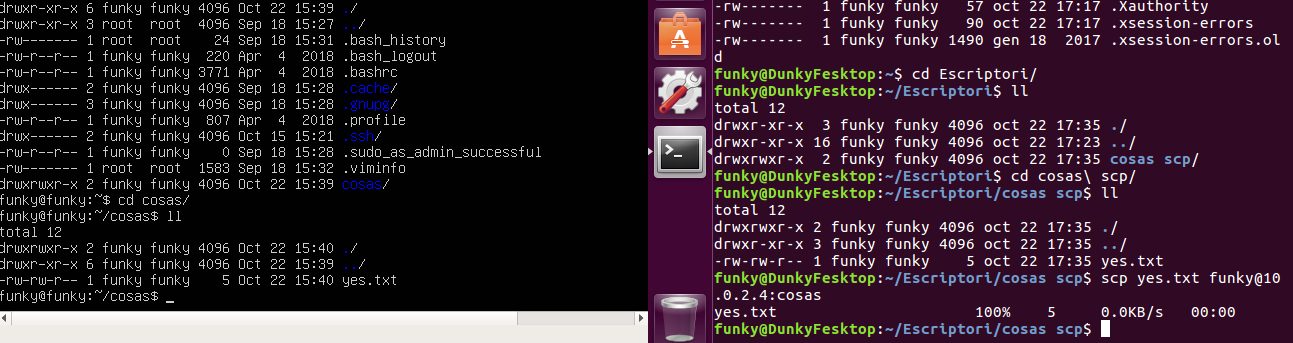 drwxr-xr-x 6 funky funky 4096 Oct 22 15:39 ./
drwxr-xr-x 3 root  root  4096 Sep 18 15:27 ../
-rw------- 1 root  root    24 Sep 18 15:31 .bash_history
-rw-r--r-- 1 funky funky  220 Apr  4  2018 .bash_logout
-rw-r--r-- 1 funky funky 3771 Apr  4  2018 .bashrc
drwx------ 2 funky funky 4096 Sep 18 15:28 .cache/
drwx------ 3 funky funky 4096 Sep 18 15:28 .gnupg/
-rw-r--r-- 1 funky funky  807 Apr  4  2018 .profile
drwx------ 2 funky funky 4096 Oct 15 15:21 .ssh/
-rw-r--r-- 1 funky funky    0 Sep 18 15:28 .sudo_as_admin_successful
-rw-r--r-- 1 root  root  1583 Sep 18 15:32 .viminfo
drwxrwxr-x 2 funky funky 4096 Oct 22 15:39 cosas/
funky@funky:~$ cd cosas/
funky@funky:~/cosas$ ll
total 12
drwxrwxr-x 2 funky funky 4096 Oct 22 15:40 ./
drwxr-xr-x 6 funky funky 4096 Oct 22 15:39 ../
-rw-rw-r-- 1 funky funky    5 Oct 22 15:40 yes.txt
funky@funky:~/cosas$ _
-rw-------  1 funky funky   57 oct 22 17:17 .Xauthority
-rw-------  1 funky funky   90 oct 22 17:17 .xsession-errors
-rw-------  1 funky funky 1490 gen 18  2017 .xsession-errors.ol
d
funky@DunkyFesktop:~$ cd Escriptori/
funky@DunkyFesktop:~/Escriptori$ ll
total 12
drwxr-xr-x  3 funky funky 4096 oct 22 17:35 ./
drwxr-xr-x 16 funky funky 4096 oct 22 17:23 ../
drwxrwxr-x  2 funky funky 4096 oct 22 17:35 cosas scp/
funky@DunkyFesktop:~/Escriptori$ cd cosas\ scp/
funky@DunkyFesktop:~/Escriptori/cosas scp$ ll
total 12
drwxrwxr-x 2 funky funky 4096 oct 22 17:35 ./
drwxr-xr-x 3 funky funky 4096 oct 22 17:35 ../
-rw-rw-r-- 1 funky funky    5 oct 22 17:35 yes.txt
funky@DunkyFesktop:~/Escriptori/cosas scp$ scp yes.txt funky@10
.0.2.4:cosas
yes.txt                       100%    5     0.0KB/s   00:00
funky@DunkyFesktop:~/Escriptori/cosas scp$